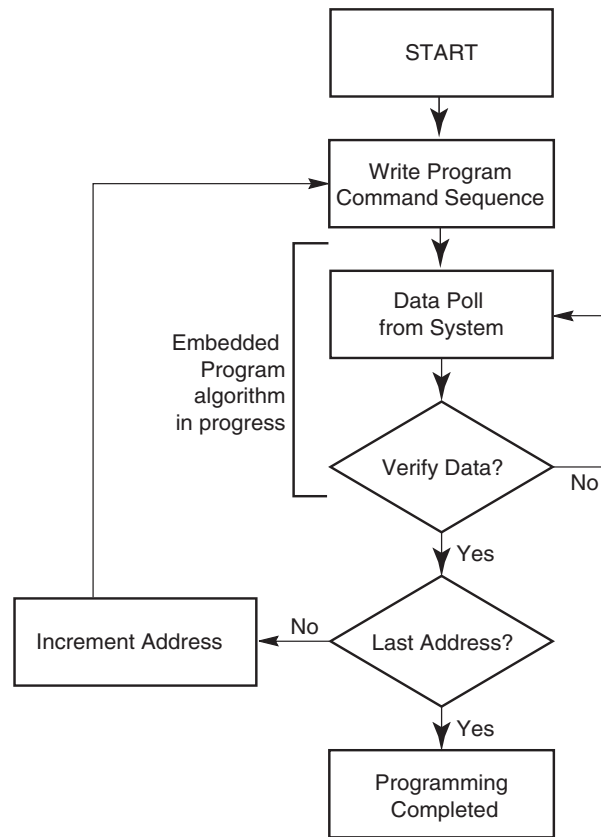 START
Write Program
Command Sequence
Data Poll
from System
Embedded
Program
algorithm
in progress
Verify Data?
No
Yes
Increment Address
No
Last Address?
Yes
Programming
Completed